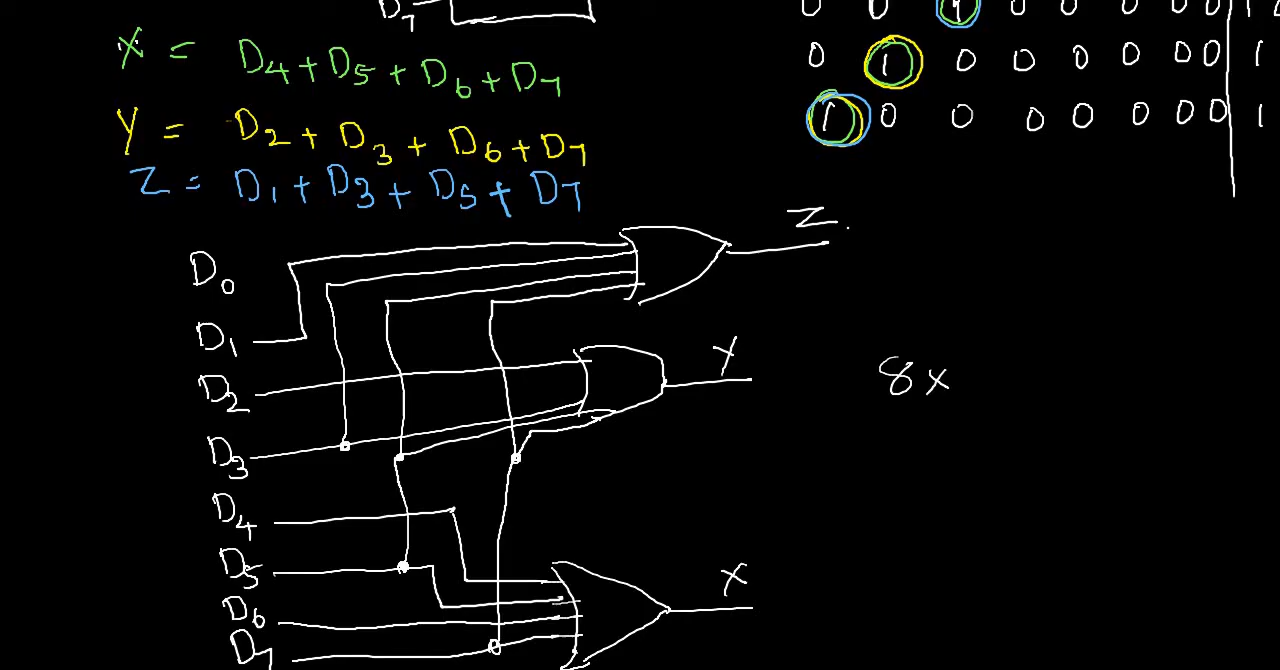 D7
0 0 1 0 0 0 0 0 1
X = D4 + D5 + D6 + D7
0 1 0 0 0 0 0 0 1
Y = D2 + D3 + D6 + D7
1 0 0 0 0 0 0 0 1
Z = D1 + D3 + D5 + D7
Z.
D0
D1
Y
D2
8x
D3
D4
D5
X
D6
D7